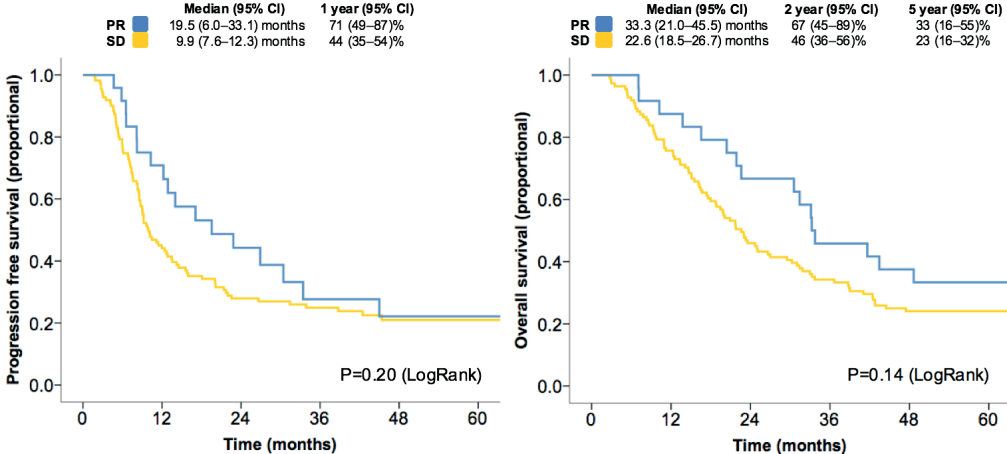 Median (95% CI) 1 year (95% CI)
PR 19.5 (6.0–33.1) months 71 (49–87)%
SD 9.9 (7.6–12.3) months 44 (35–54)%
Progression free survival (proportional)
1.0
0.8
0.6
0.4
0.2
0.0
P=0.20 (LogRank)
0 12 24 36 48 60
Time (months)
Median (95% CI) 2 year (95% CI) 5 year (95% CI)
PR 33.3 (21.0–45.5) months 67 (45–89)% 33 (16–55)%
SD 22.6 (18.5–26.7) months 46 (36–56)% 23 (16–32)%
Overall survival (proportional)
1.0
0.8
0.6
0.4
0.2
0.0
P=0.14 (LogRank)
0 12 24 36 48 60
Time (months)